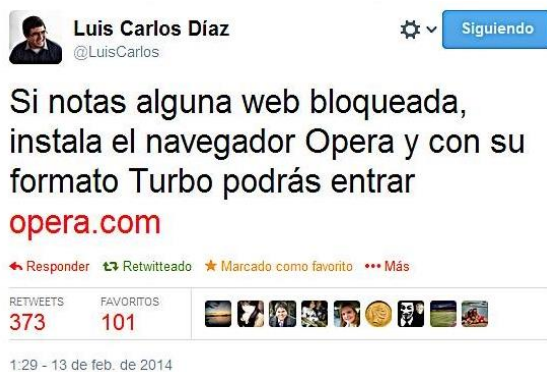 Luis Carlos Díaz
@LuisCarlos
Siguiendo
Si notas alguna web bloqueada,
instala el navegador Opera y con su
formato Turbo podrás entrar
opera.com
Responder Retwitteado Marcado como favorito Más
RETWEETS FAVORITOS
373 101
1:29 - 13 de feb. de 2014